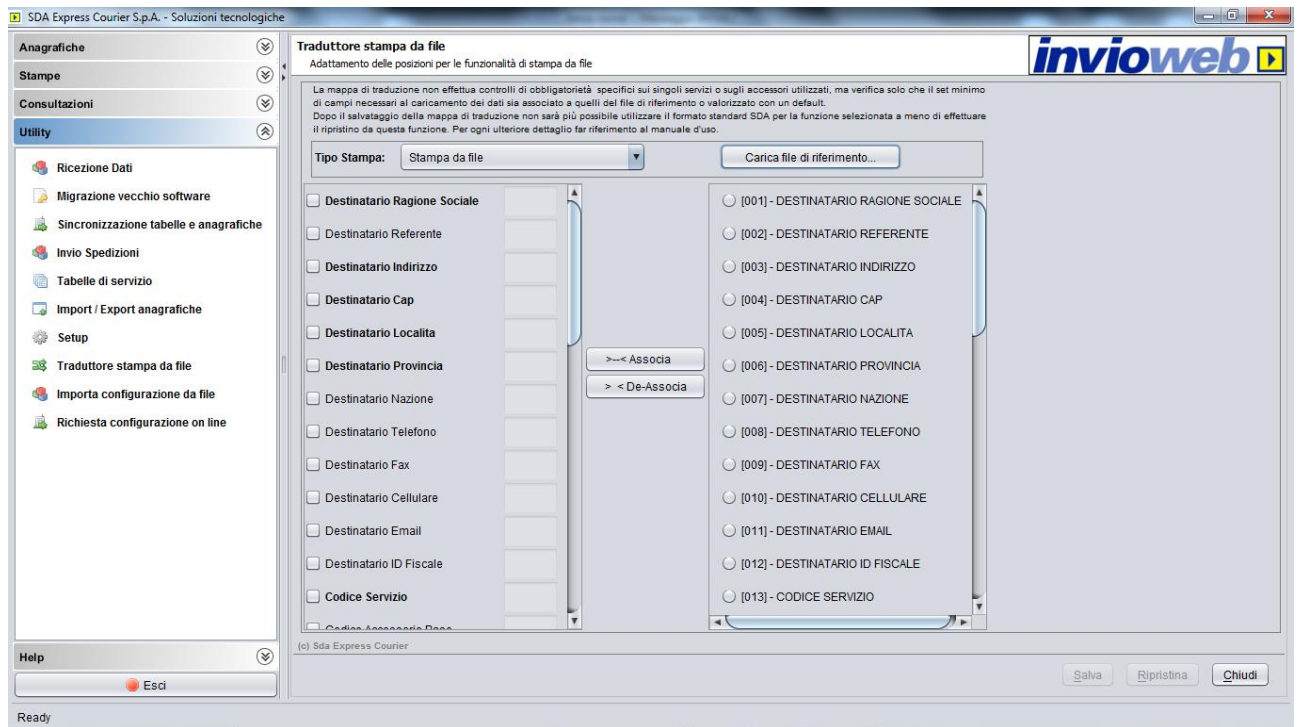 SDA Express Courier S.p.A. - Soluzioni tecnologiche
Anagrafiche
Stampe
Consultazioni
Utility
Ricezione Dati
Migrazione vecchio software
Sincronizzazione tabelle e anagrafiche
Invio Spedizioni
Tabelle di servizio
Import / Export anagrafiche
Setup
Traduttore stampa da file
Importa configurazione da file
Richiesta configurazione on line
Help
Esci
Ready
Traduttore stampa da file
Adattamento delle posizioni per le funzionalità di stampa da file
invioweb
La mappa di traduzione non effettua controlli di obbligatorietà specifici sui singoli servizi o sugli accessori utilizzati, ma verifica solo che il set minimo
di campi necessari al caricamento dei dati sia associato a quelli del file di riferimento o valorizzato con un default.
Dopo il salvataggio della mappa di traduzione non sarà più possibile utilizzare il formato standard SDA per la funzione selezionata a meno di effettuare
il ripristino da questa funzione. Per ogni ulteriore dettaglio far riferimento al manuale d'uso.
Tipo Stampa: Stampa da file Carica file di riferimento...
Destinatario Ragione Sociale
Destinatario Referente
Destinatario Indirizzo
Destinatario Cap
Destinatario Localita
Destinatario Provincia
Destinatario Nazione
Destinatario Telefono
Destinatario Fax
Destinatario Cellulare
Destinatario Email
Destinatario ID Fiscale
Codice Servizio
>--< Associa
> < De-Associa
[001] - DESTINATARIO RAGIONE SOCIALE
[002] - DESTINATARIO REFERENTE
[003] - DESTINATARIO INDIRIZZO
[004] - DESTINATARIO CAP
[005] - DESTINATARIO LOCALITA
[006] - DESTINATARIO PROVINCIA
[007] - DESTINATARIO NAZIONE
[008] - DESTINATARIO TELEFONO
[009] - DESTINATARIO FAX
[010] - DESTINATARIO CELLULARE
[011] - DESTINATARIO EMAIL
[012] - DESTINATARIO ID FISCALE
[013] - CODICE SERVIZIO
(c) Sda Express Courier
Salva Ripristina Chiudi